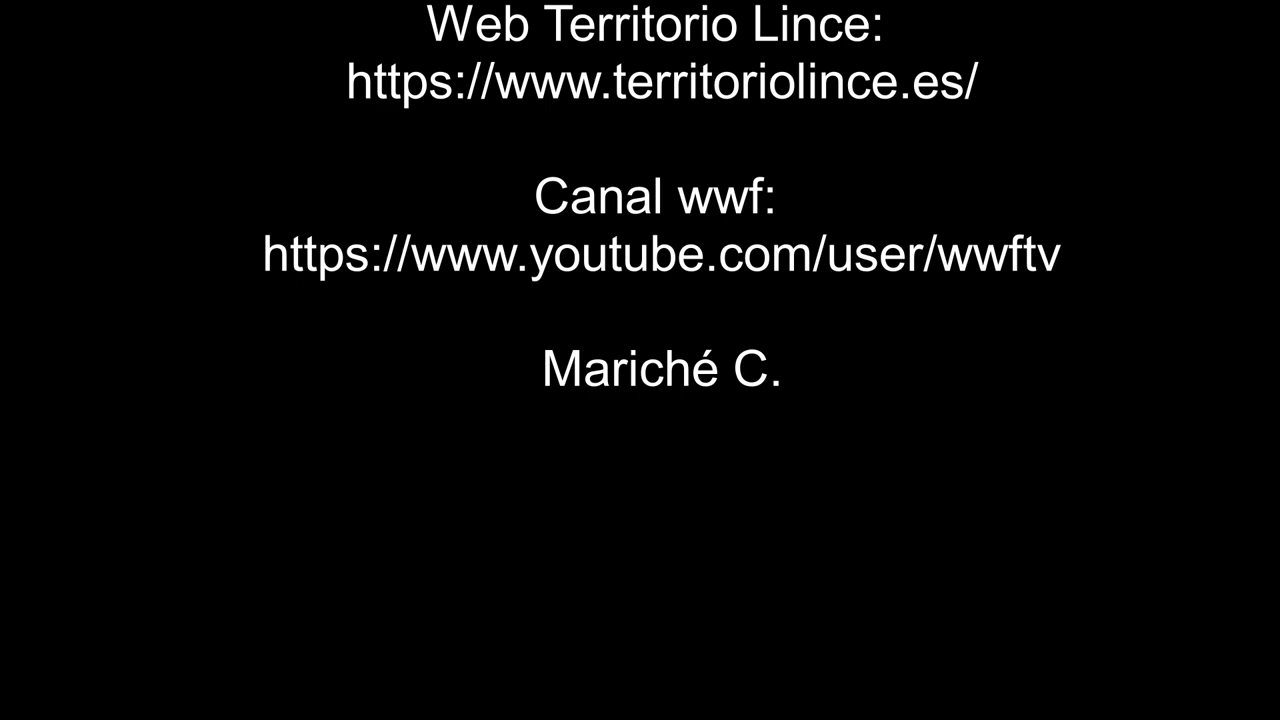 Web Territorio Lince:
https://www.territoriolince.es/
Canal wwf:
https://www.youtube.com/user/wwftv
Mariché C.